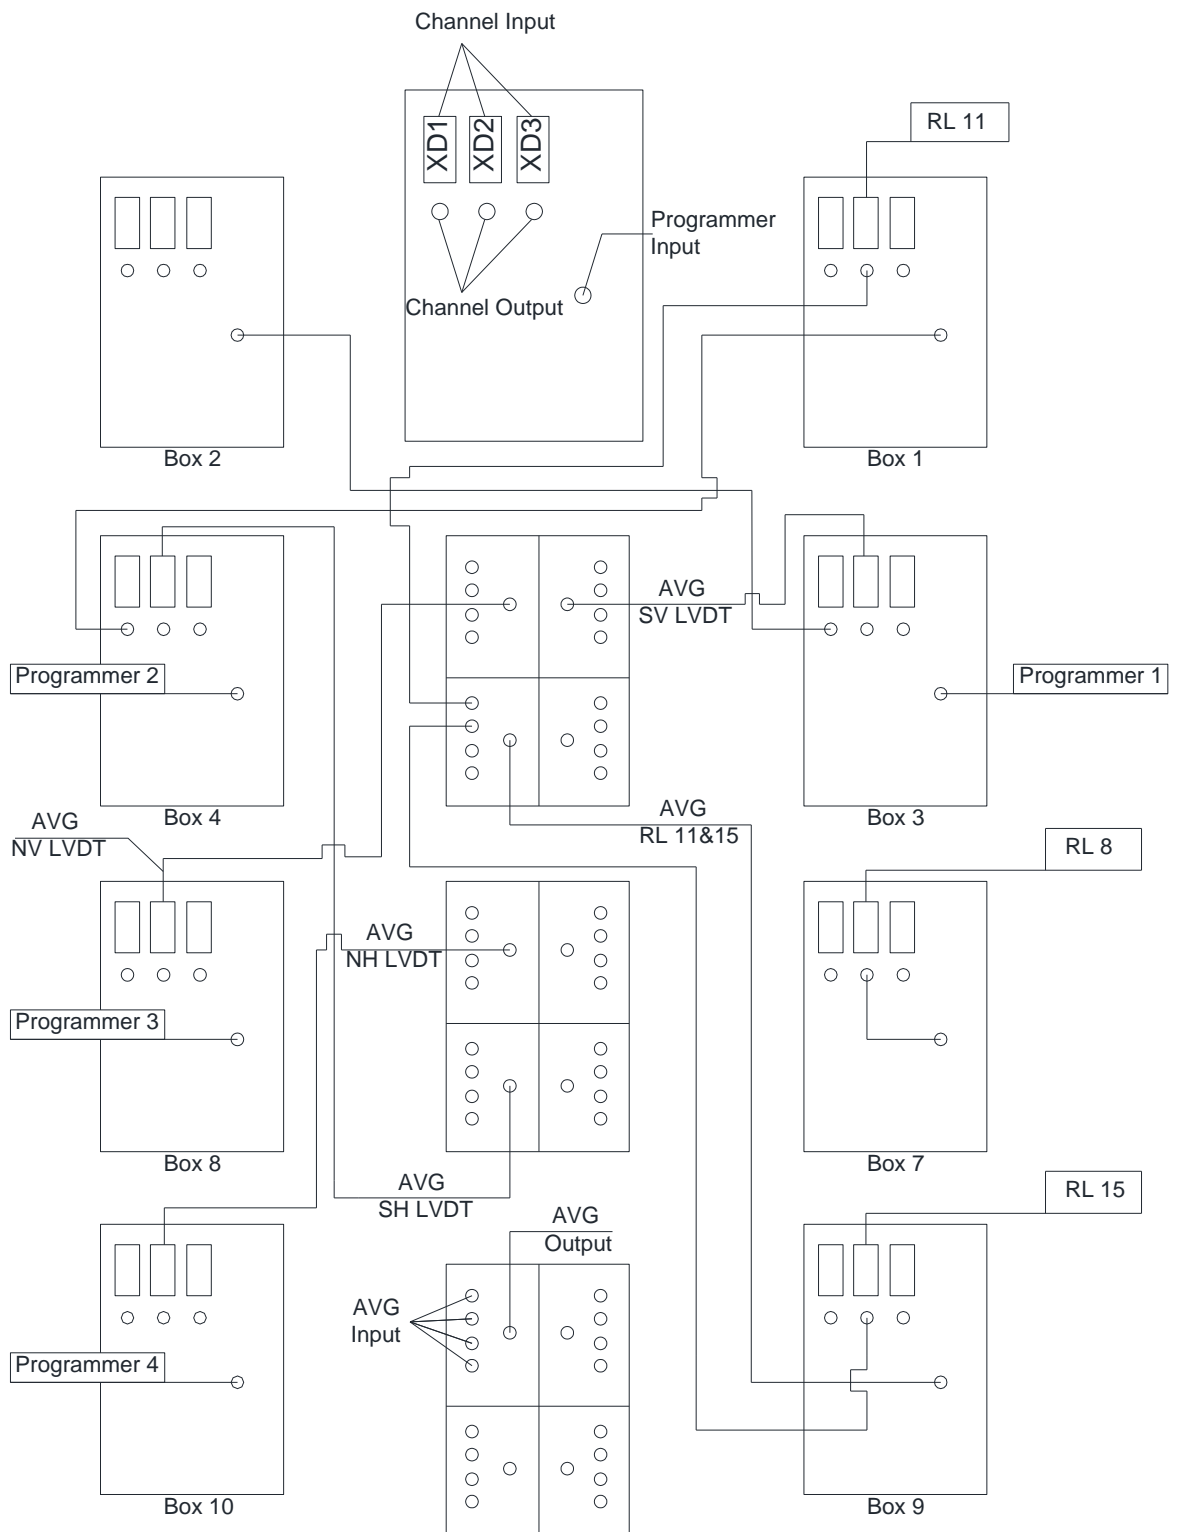 Channel Input
XD1
XD2
XD3
RL 11
Programmer
Input
Channel Output
Box 2
Box 1
AVG
SV LVDT
Programmer 2
Programmer 1
Box 4
Box 3
AVG
NV LVDT
AVG
RL 11&15
RL 8
AVG
NH LVDT
Programmer 3
Box 8
Box 7
AVG
SH LVDT
RL 15
AVG
Output
AVG
Input
Programmer 4
Box 10
Box 9